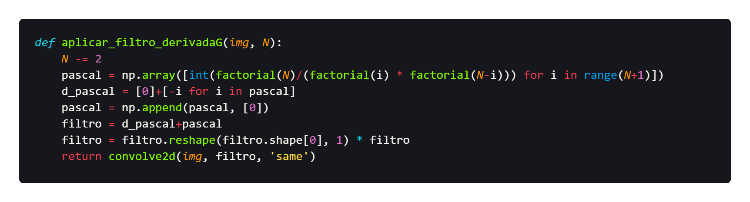 def aplicar_filtro_derivadaG(img, N):
    N -= 2
    pascal = np.array([int(factorial(N)/(factorial(i) * factorial(N-i))) for i in range(N+1)])
    d_pascal = [0]+[-i for i in pascal]
    pascal = np.append(pascal, [0])
    filtro = d_pascal+pascal
    filtro = filtro.reshape(filtro.shape[0], 1) * filtro
    return convolve2d(img, filtro, 'same')